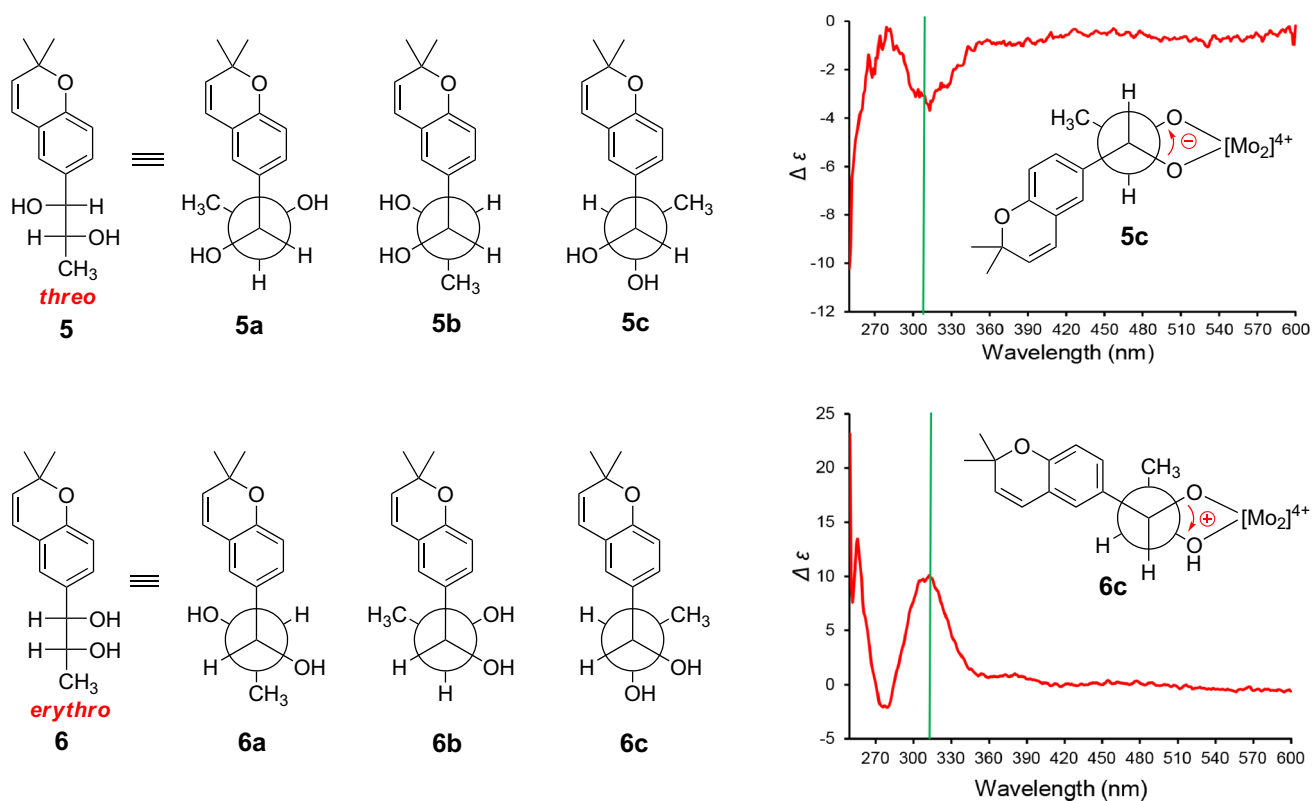 O
HO H
H OH
CH₃
threo
5
O
H₃C OH
HO H
H
5a
O
HO H
HO H
CH₃
5b
O
H CH₃
HO
OH
5c
0
-2
-4
-6
-8
-10
-12
Δ ε
270 300 330 360 390 420 450 480 510 540 570 600
Wavelength (nm)
H
H₃C O
⊖ [Mo₂]⁴⁺
O
H
O
5c
O
H OH
H OH
CH₃
erythro
6
O
HO H
H OH
CH₃
6a
O
H₃C OH
H OH
H
6b
O
H CH₃
H OH
OH
6c
25
20
15
10
5
0
-5
Δ ε
270 300 330 360 390 420 450 480 510 540 570 600
Wavelength (nm)
O
CH₃
O
⊕ [Mo₂]⁴⁺
H O
H H
6c